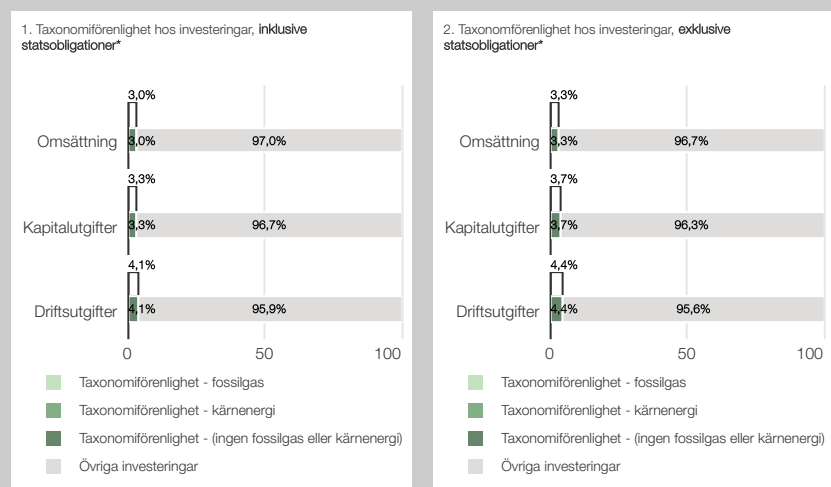 1. Taxonomiförenlighet hos investeringar, inklusive
statsobligationer*
3,0%
Omsättning 3,0% 97,0%
3,3%
Kapitalutgifter 3,3% 96,7%
4,1%
Driftsutgifter 4,1% 95,9%
0 50 100
Taxonomiförenlighet - fossilgas
Taxonomiförenlighet - kärnenergi
Taxonomiförenlighet - (ingen fossilgas eller kärnenergi)
Övriga investeringar
2. Taxonomförenlighet hos investeringar, exklusive
statsobligationer*
3,3%
Omsättning 3,3% 96,7%
3,7%
Kapitalutgifter 3,7% 96,3%
4,4%
Driftsutgifter 4,4% 95,6%
0 50 100
Taxonomiförenlighet - fossilgas
Taxonomiförenlighet - kärnenergi
Taxonomiförenlighet - (ingen fossilgas eller kärnenergi)
Övriga investeringar